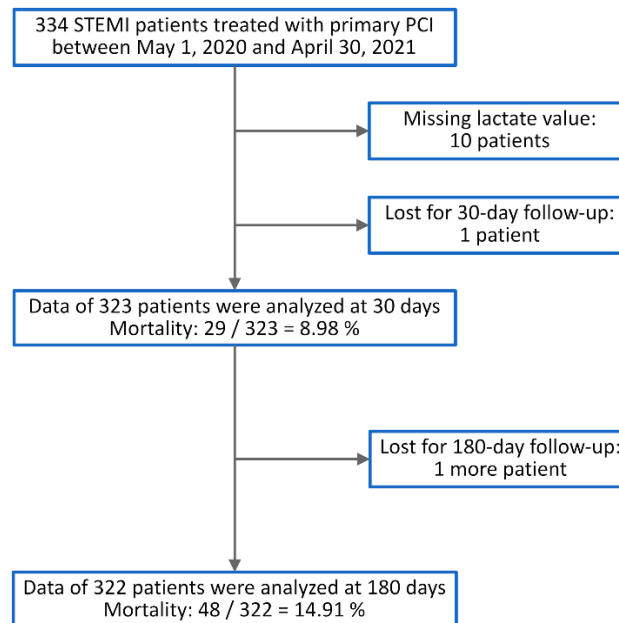 334 STEMI patients treated with primary PCI
between May 1, 2020 and April 30, 2021
Missing lactate value:
10 patients
Lost for 30-day follow-up:
1 patient
Data of 323 patients were analyzed at 30 days
Mortality: 29 / 323 = 8.98 %
Lost for 180-day follow-up:
1 more patient
Data of 322 patients were analyzed at 180 days
Mortality: 48 / 322 = 14.91 %